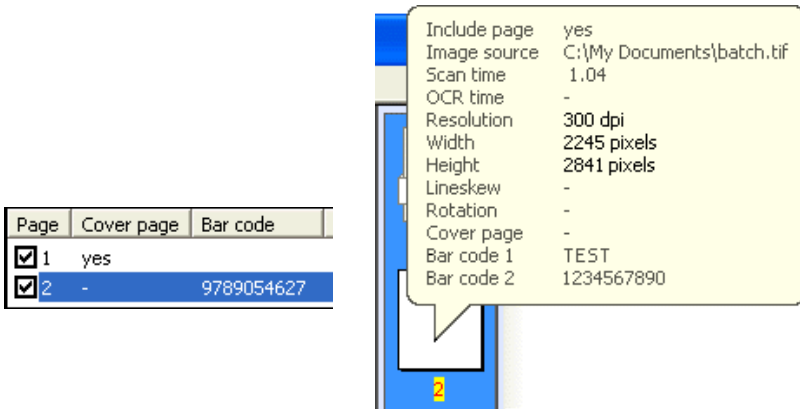 Page Cover page Bar code
1 yes
2 - 9789054627
Include page yes
Image source C:\My Documents\batch.tif
Scan time 1.04
OCR time -
Resolution 300 dpi
Width 2245 pixels
Height 2841 pixels
Lineskew -
Rotation -
Cover page -
Bar code 1 TEST
Bar code 2 1234567890
2